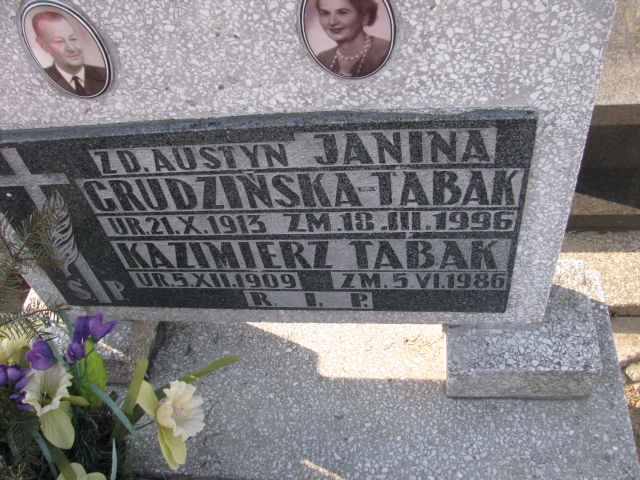 Z D. AUSTYN JANINA
GRUDZIŃSKA-TABAK
UR. 21. X. 1913 ZM. 18. III. 1996
KAZIMIERZ TABAK
UR. 5 XII. 1909 ZM. 5 VI. 1986
Ś P
R. I. P.